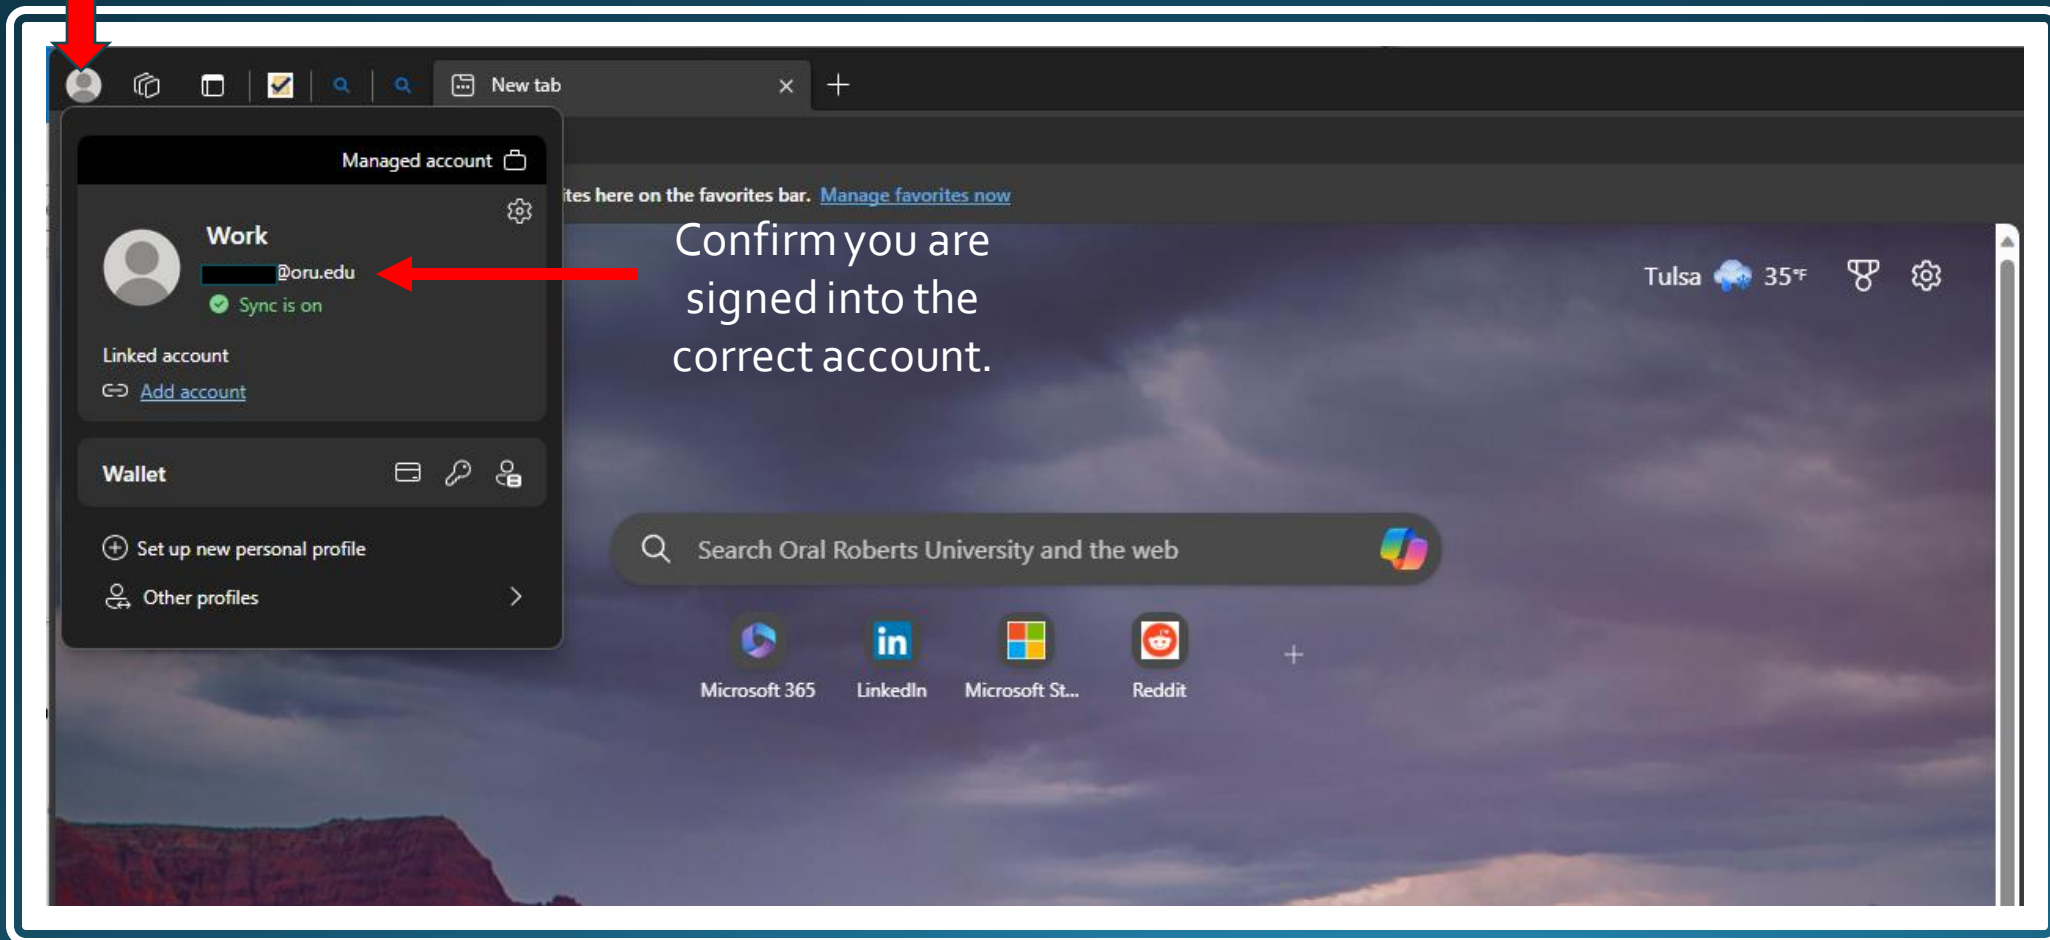 New tab
Managed account
ites here on the favorites bar. Manage favorites now
Work
@oru.edu
Sync is on
Linked account
Add account
Wallet
Set up new personal profile
Other profiles
Confirm you are
signed into the
correct account.
Tulsa 35°F
Search Oral Roberts University and the web
Microsoft 365 LinkedIn Microsoft St... Reddit